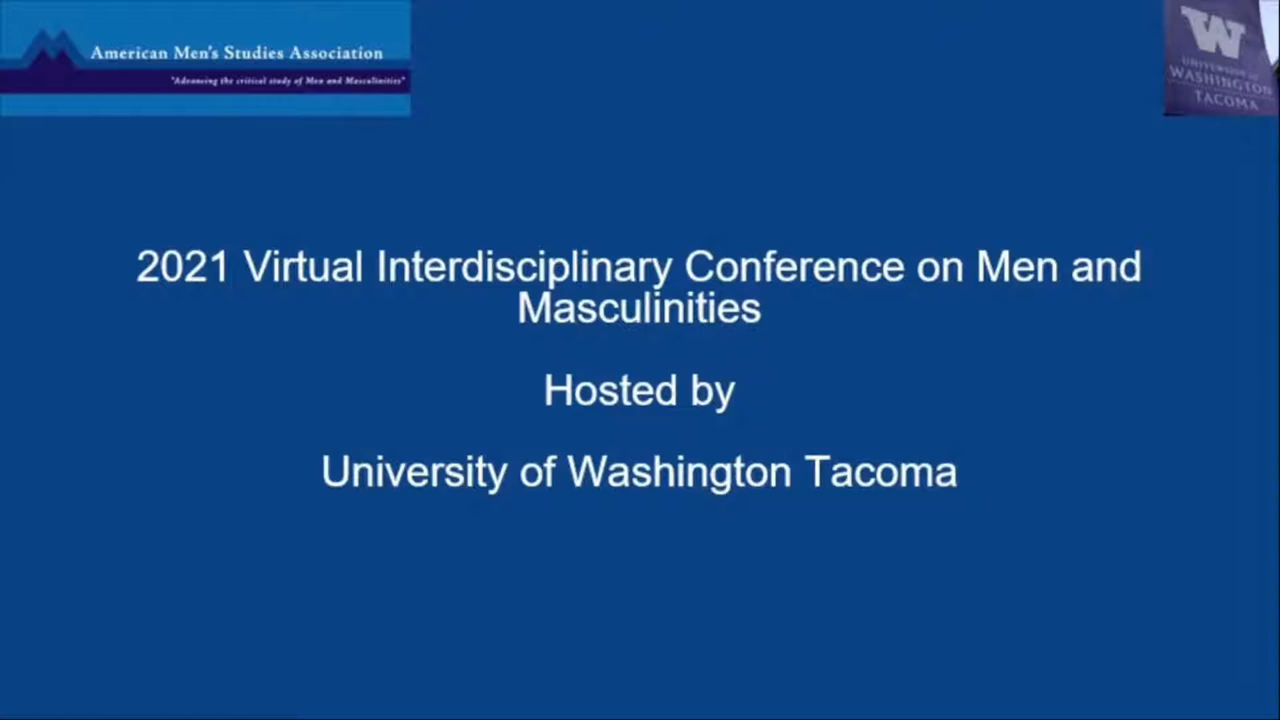 American Men's Studies Association
"Advancing the critical study of Men and Masculinities"
W
UNIVERSITY of
WASHINGTON
TACOMA
2021 Virtual Interdisciplinary Conference on Men and
Masculinities
Hosted by
University of Washington Tacoma